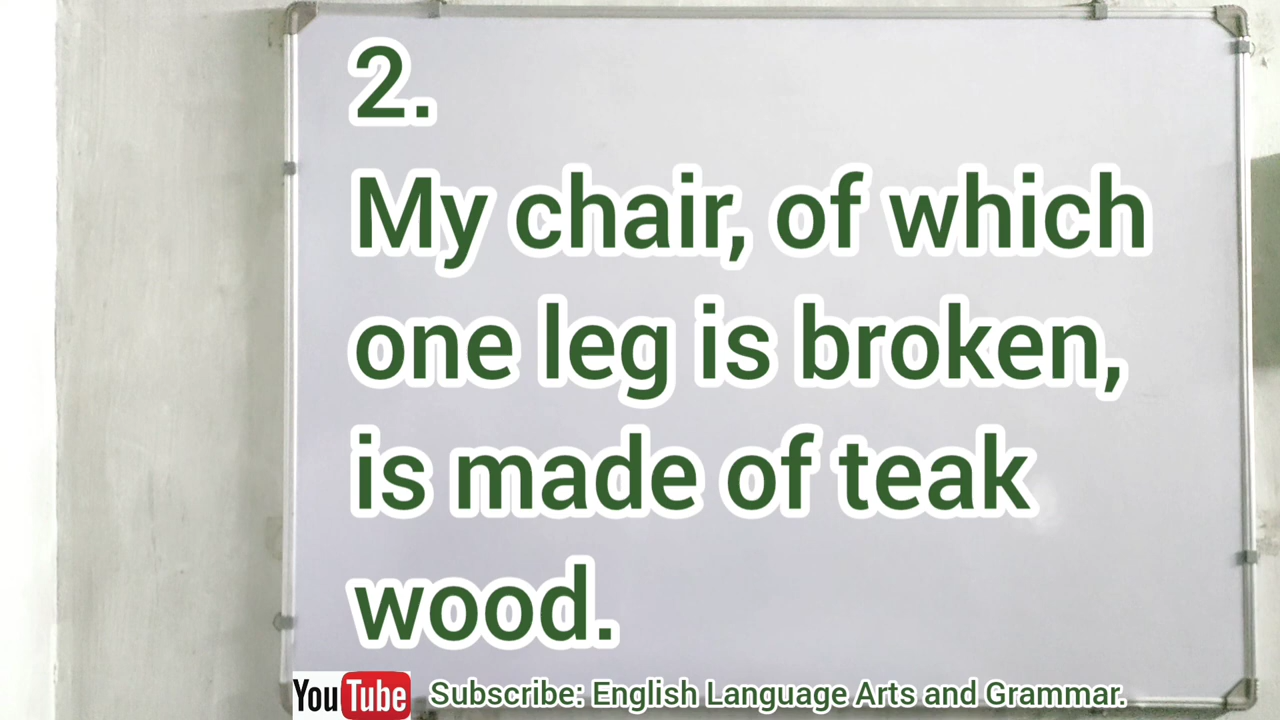 2.
My chair, of which
one leg is broken,
is made of teak
wood.
YouTube Subscribe: English Language Arts and Grammar.